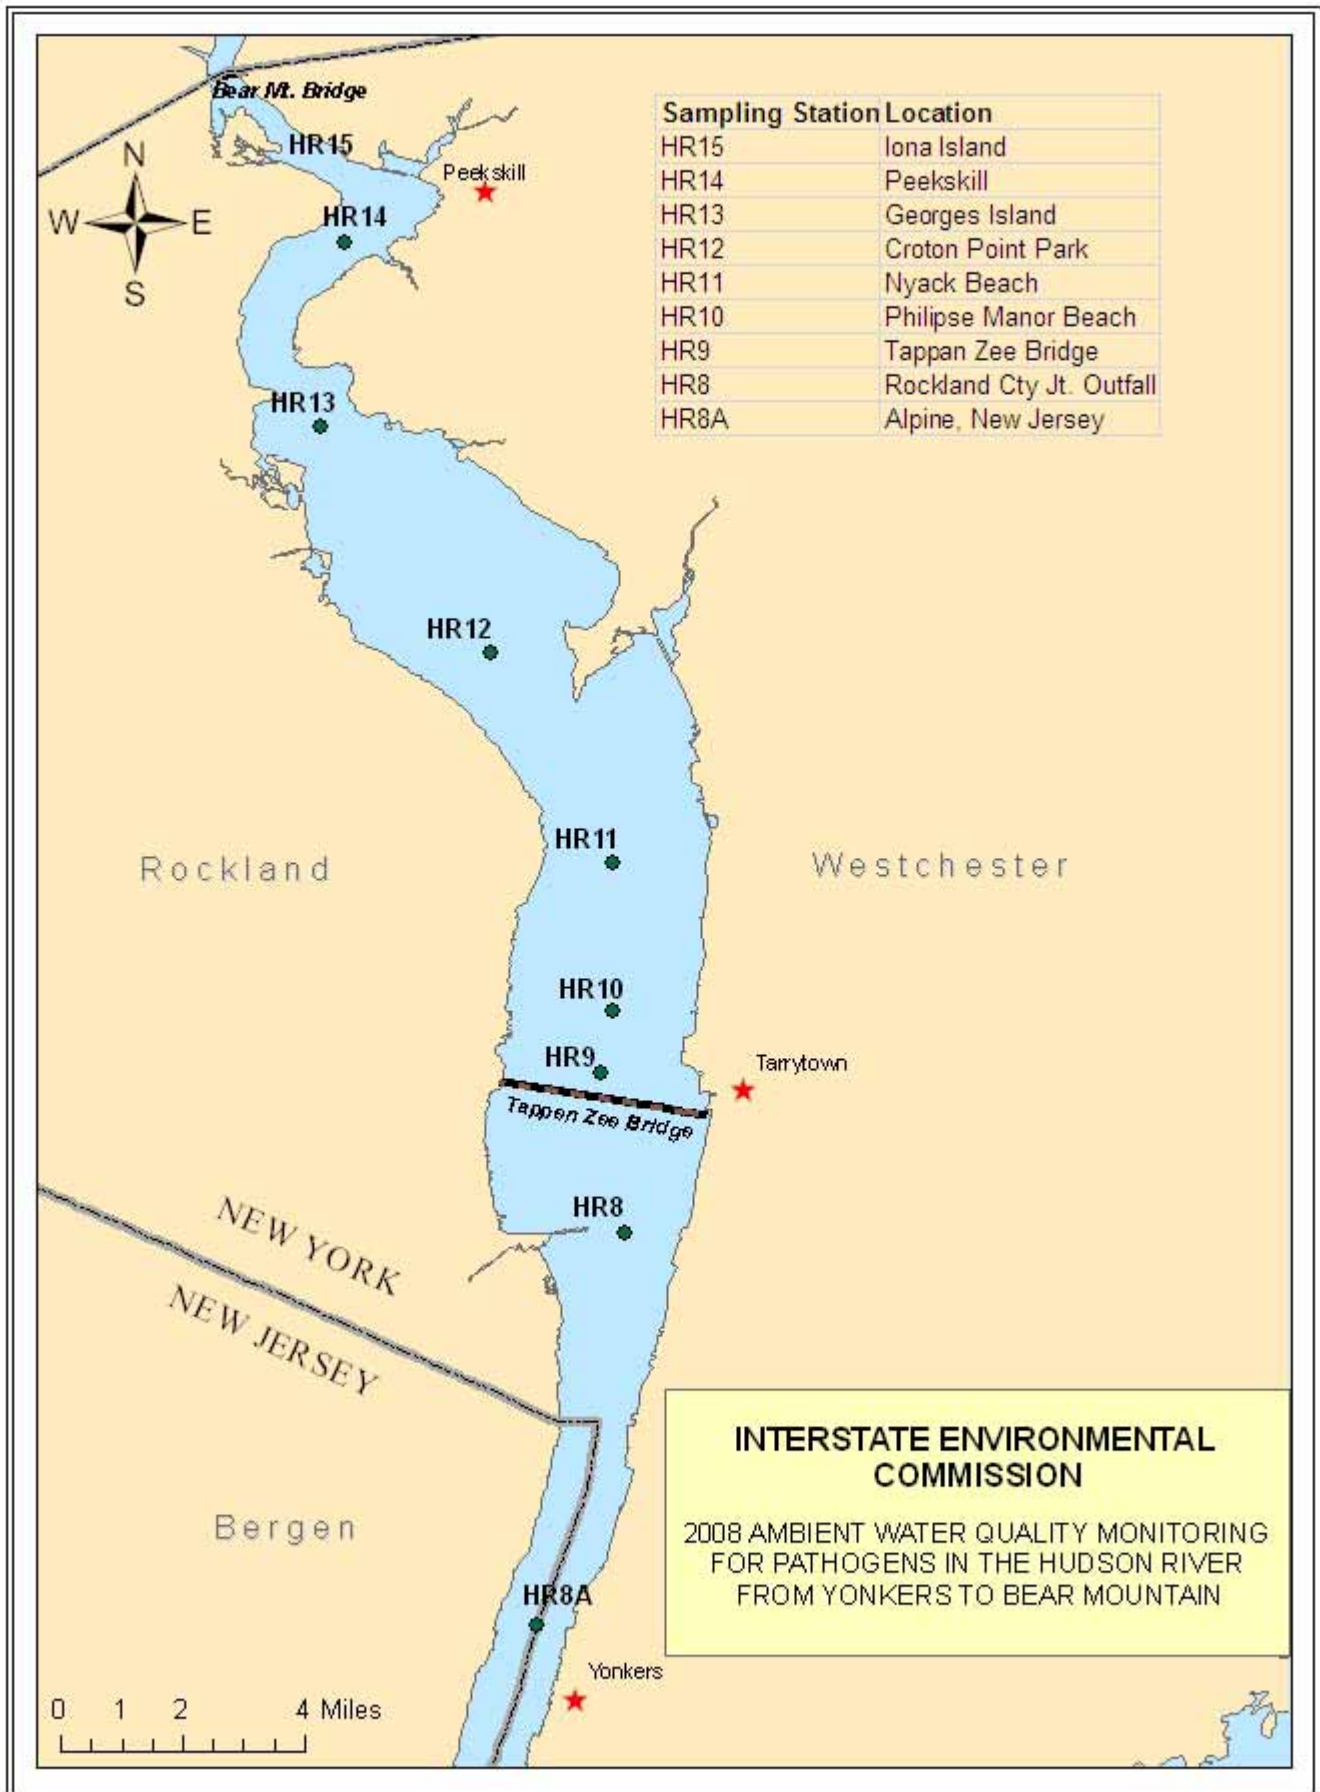 Bear Mt. Bridge
HR15
N
W E
S
Peekskill
HR14
Sampling Station Location
HR15 Iona Island
HR14 Peekskill
HR13 Georges Island
HR12 Croton Point Park
HR11 Nyack Beach
HR10 Philipse Manor Beach
HR9 Tappan Zee Bridge
HR8 Rockland Cty Jt. Outfall
HR8A Alpine, New Jersey
HR13
HR12
HR11
Rockland
Westchester
HR10
HR9
Tarrytown
Tappen Zee Bridge
HR8
NEW YORK
NEW JERSEY
Bergen
INTERSTATE ENVIRONMENTAL
COMMISSION
2008 AMBIENT WATER QUALITY MONITORING
FOR PATHOGENS IN THE HUDSON RIVER
FROM YONKERS TO BEAR MOUNTAIN
HR8A
Yonkers
0 1 2 4 Miles